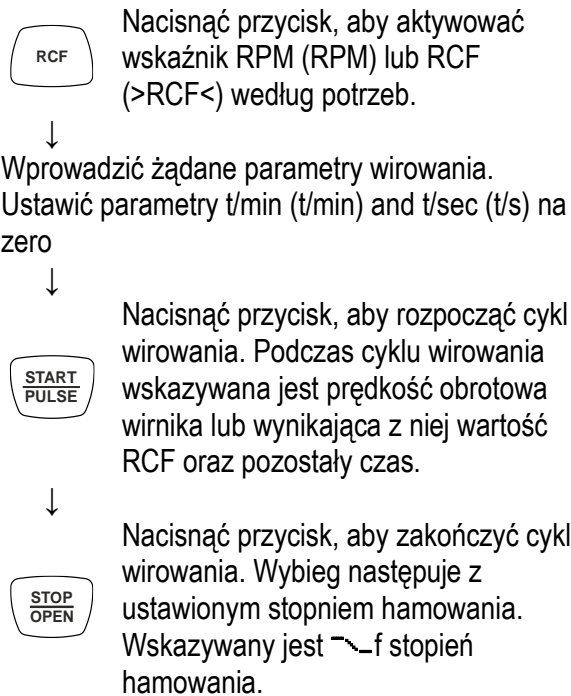 RCF
Nacisnąć przycisk, aby aktywować
wskaźnik RPM (RPM) lub RCF
(>RCF<) według potrzeb.
↓
Wprowadzić żądane parametry wirowania.
Ustawić parametry t/min (t/min) and t/sec (t/s) na
zero
↓
START
PULSE
Nacisnąć przycisk, aby rozpocząć cykl
wirowania. Podczas cyklu wirowania
wskazywana jest prędkość obrotowa
wirnika lub wynikająca z niej wartość
RCF oraz pozostały czas.
↓
STOP
OPEN
Nacisnąć przycisk, aby zakończyć cykl
wirowania. Wybieg następuje z
ustawionym stopniem hamowania.
Wskazywany jest f stopień
hamowania.